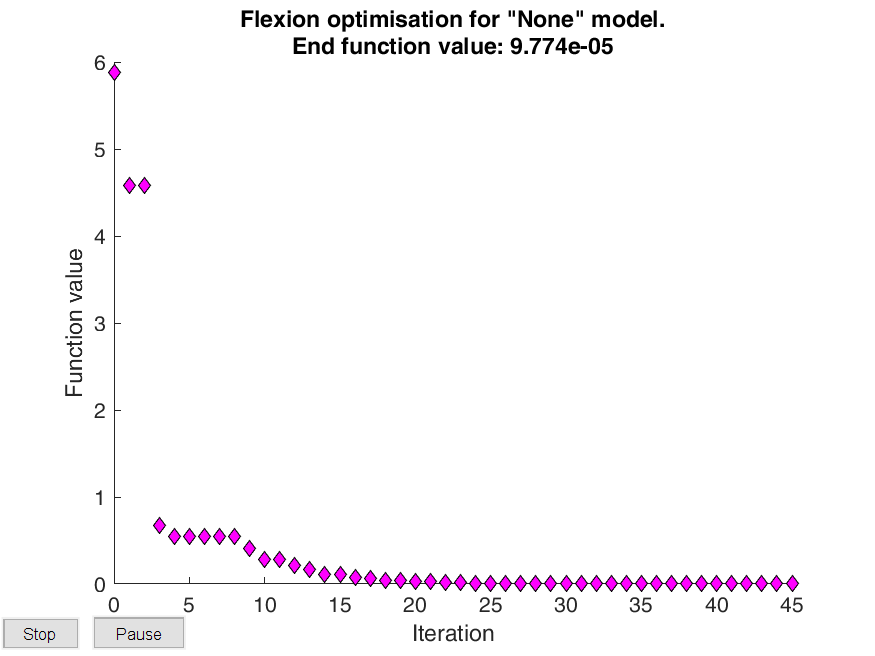 Flexion optimisation for "None" model.
End function value: 9.774e-05
6
5
4
3
2
1
0
Function value
0 5 10 15 20 25 30 35 40 45
Iteration
Stop Pause